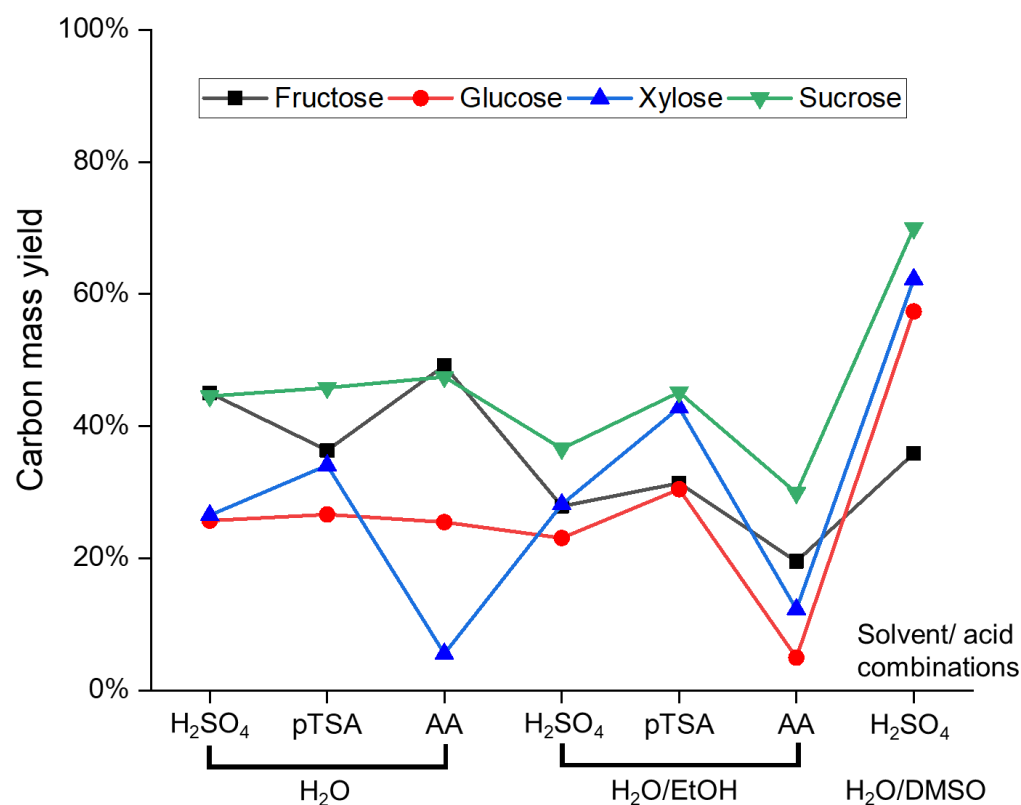 100%
80%
60%
40%
20%
0%
Carbon mass yield
Fructose Glucose Xylose Sucrose
Solvent/ acid
combinations
H₂SO₄ pTSA AA H₂SO₄ pTSA AA H₂SO₄
H₂O H₂O/EtOH H₂O/DMSO